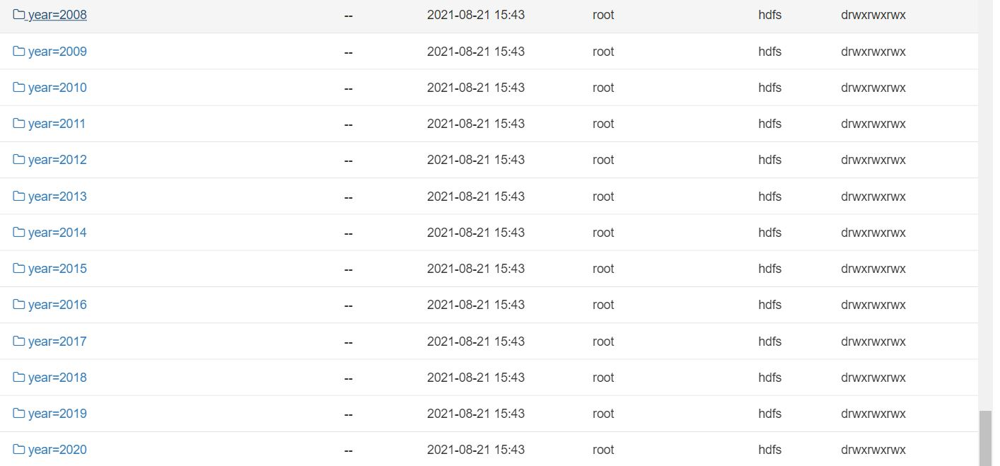 year=2008 -- 2021-08-21 15:43 root hdfs drwxrwxrwx
year=2009 -- 2021-08-21 15:43 root hdfs drwxrwxrwx
year=2010 -- 2021-08-21 15:43 root hdfs drwxrwxrwx
year=2011 -- 2021-08-21 15:43 root hdfs drwxrwxrwx
year=2012 -- 2021-08-21 15:43 root hdfs drwxrwxrwx
year=2013 -- 2021-08-21 15:43 root hdfs drwxrwxrwx
year=2014 -- 2021-08-21 15:43 root hdfs drwxrwxrwx
year=2015 -- 2021-08-21 15:43 root hdfs drwxrwxrwx
year=2016 -- 2021-08-21 15:43 root hdfs drwxrwxrwx
year=2017 -- 2021-08-21 15:43 root hdfs drwxrwxrwx
year=2018 -- 2021-08-21 15:43 root hdfs drwxrwxrwx
year=2019 -- 2021-08-21 15:43 root hdfs drwxrwxrwx
year=2020 -- 2021-08-21 15:43 root hdfs drwxrwxrwx